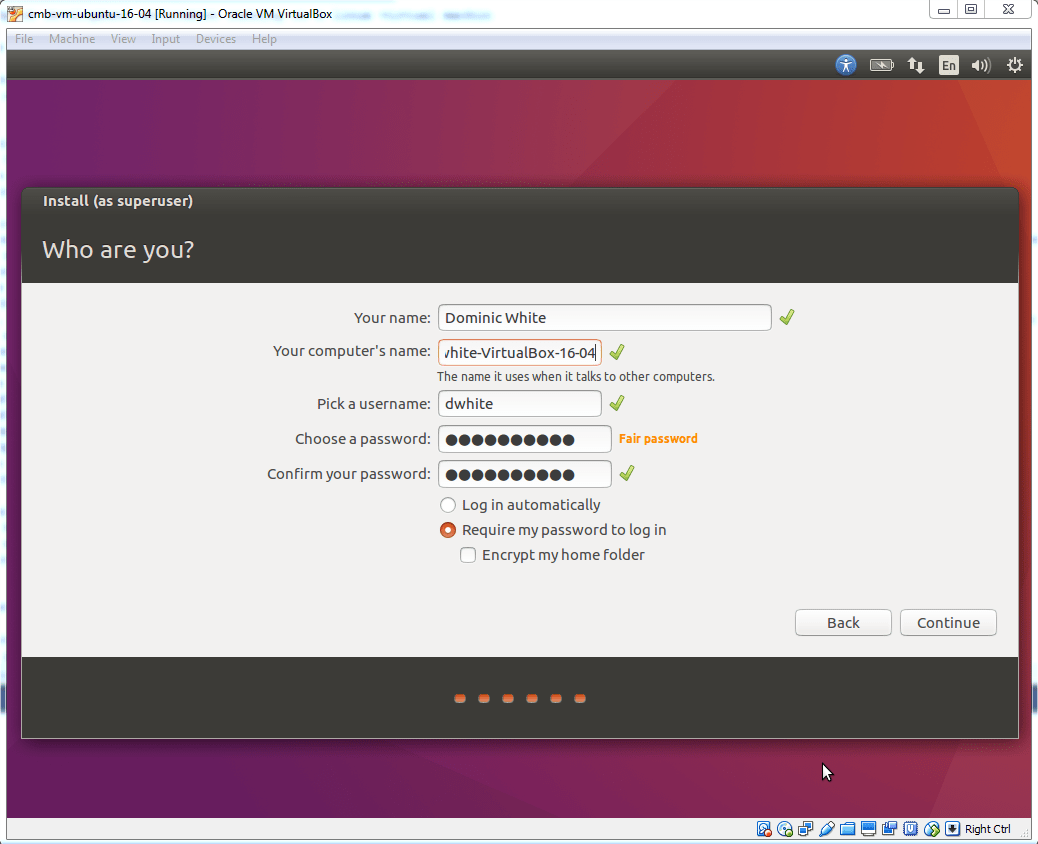 cmb-vm-ubuntu-16-04 [Running] - Oracle VM VirtualBox
File Machine View Input Devices Help
En
Install (as superuser)
Who are you?
Your name: Dominic White
Your computer's name: hite-VirtualBox-16-04
The name it uses when it talks to other computers.
Pick a username: dwhite
Choose a password: ●●●●●●●●●● Fair password
Confirm your password: ●●●●●●●●●●
Log in automatically
Require my password to log in
Encrypt my home folder
Back Continue
Right Ctrl